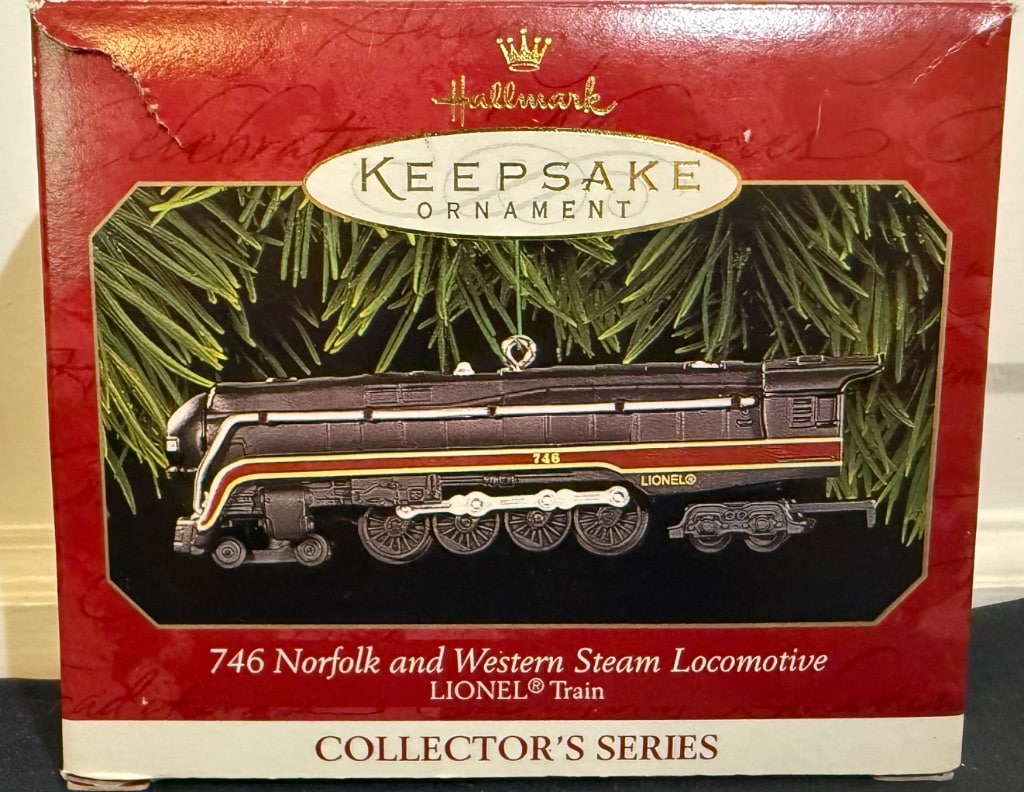 Hallmark
KEEPSAKE
ORNAMENT
746
LIONEL®
746 Norfolk and Western Steam Locomotive
LIONEL® Train
COLLECTOR'S SERIES